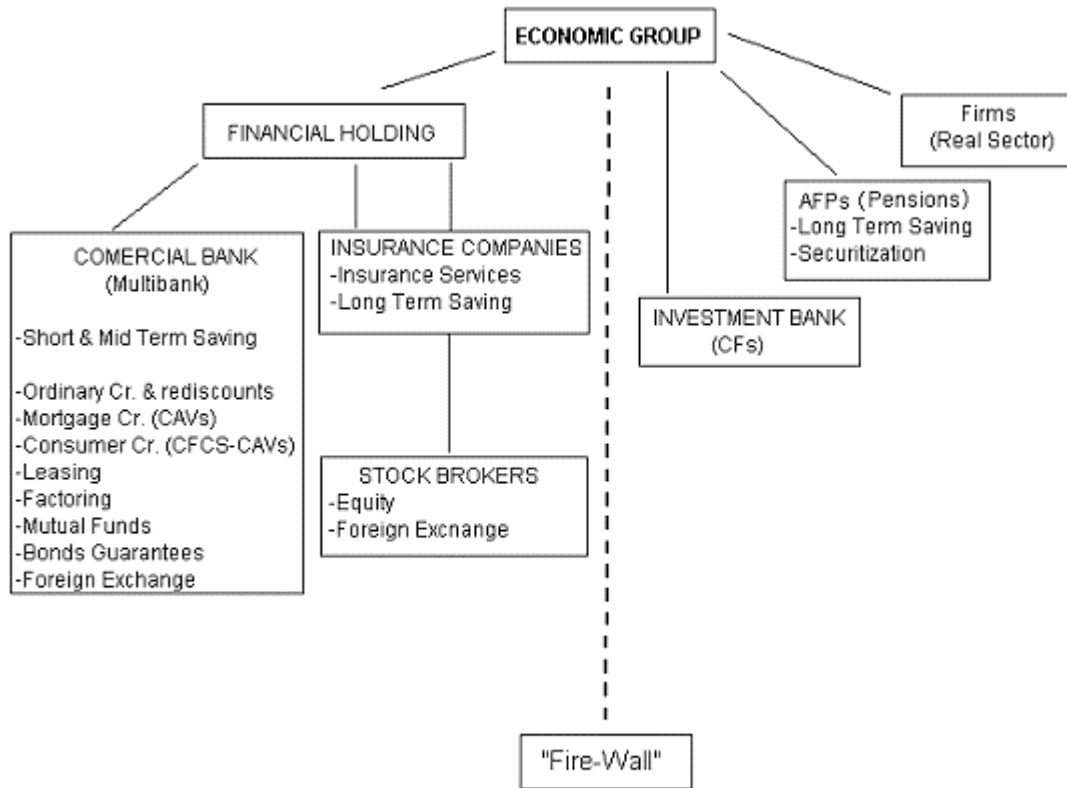 ECONOMIC GROUP
FINANCIAL HOLDING
Firms
(Real Sector)
AFPs (Pensions)
-Long Term Saving
-Securitization
COMERCIAL BANK
(Multibank)
-Short & Mid Term Saving
-Ordinary Cr. & rediscounts
-Mortgage Cr. (CAVs)
-Consumer Cr. (CFCS-CAVs)
-Leasing
-Factoring
-Mutual Funds
-Bonds Guarantees
-Foreign Exchange
INSURANCE COMPANIES
-Insurance Services
-Long Term Saving
INVESTMENT BANK
(CFs)
STOCK BROKERS
-Equity
-Foreign Excnange
"Fire-Wall"